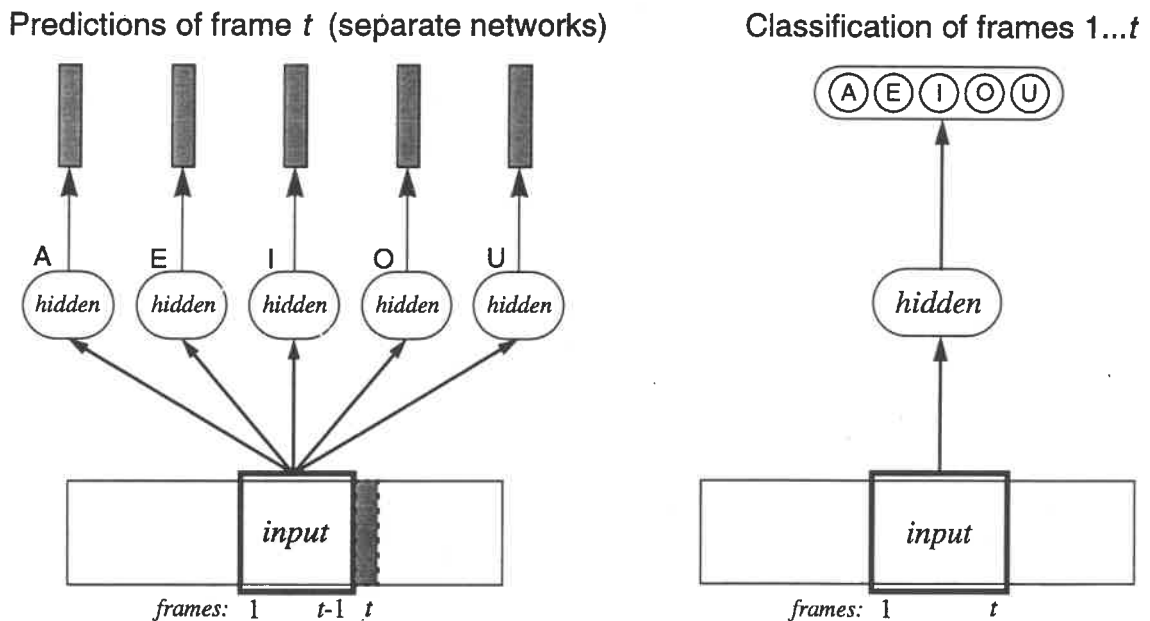 Predictions of frame t (separate networks)
Classification of frames 1...t
A E I O U
A E I O U
hidden hidden hidden hidden hidden
hidden
input
input
frames: 1 t-1 t
frames: 1 t